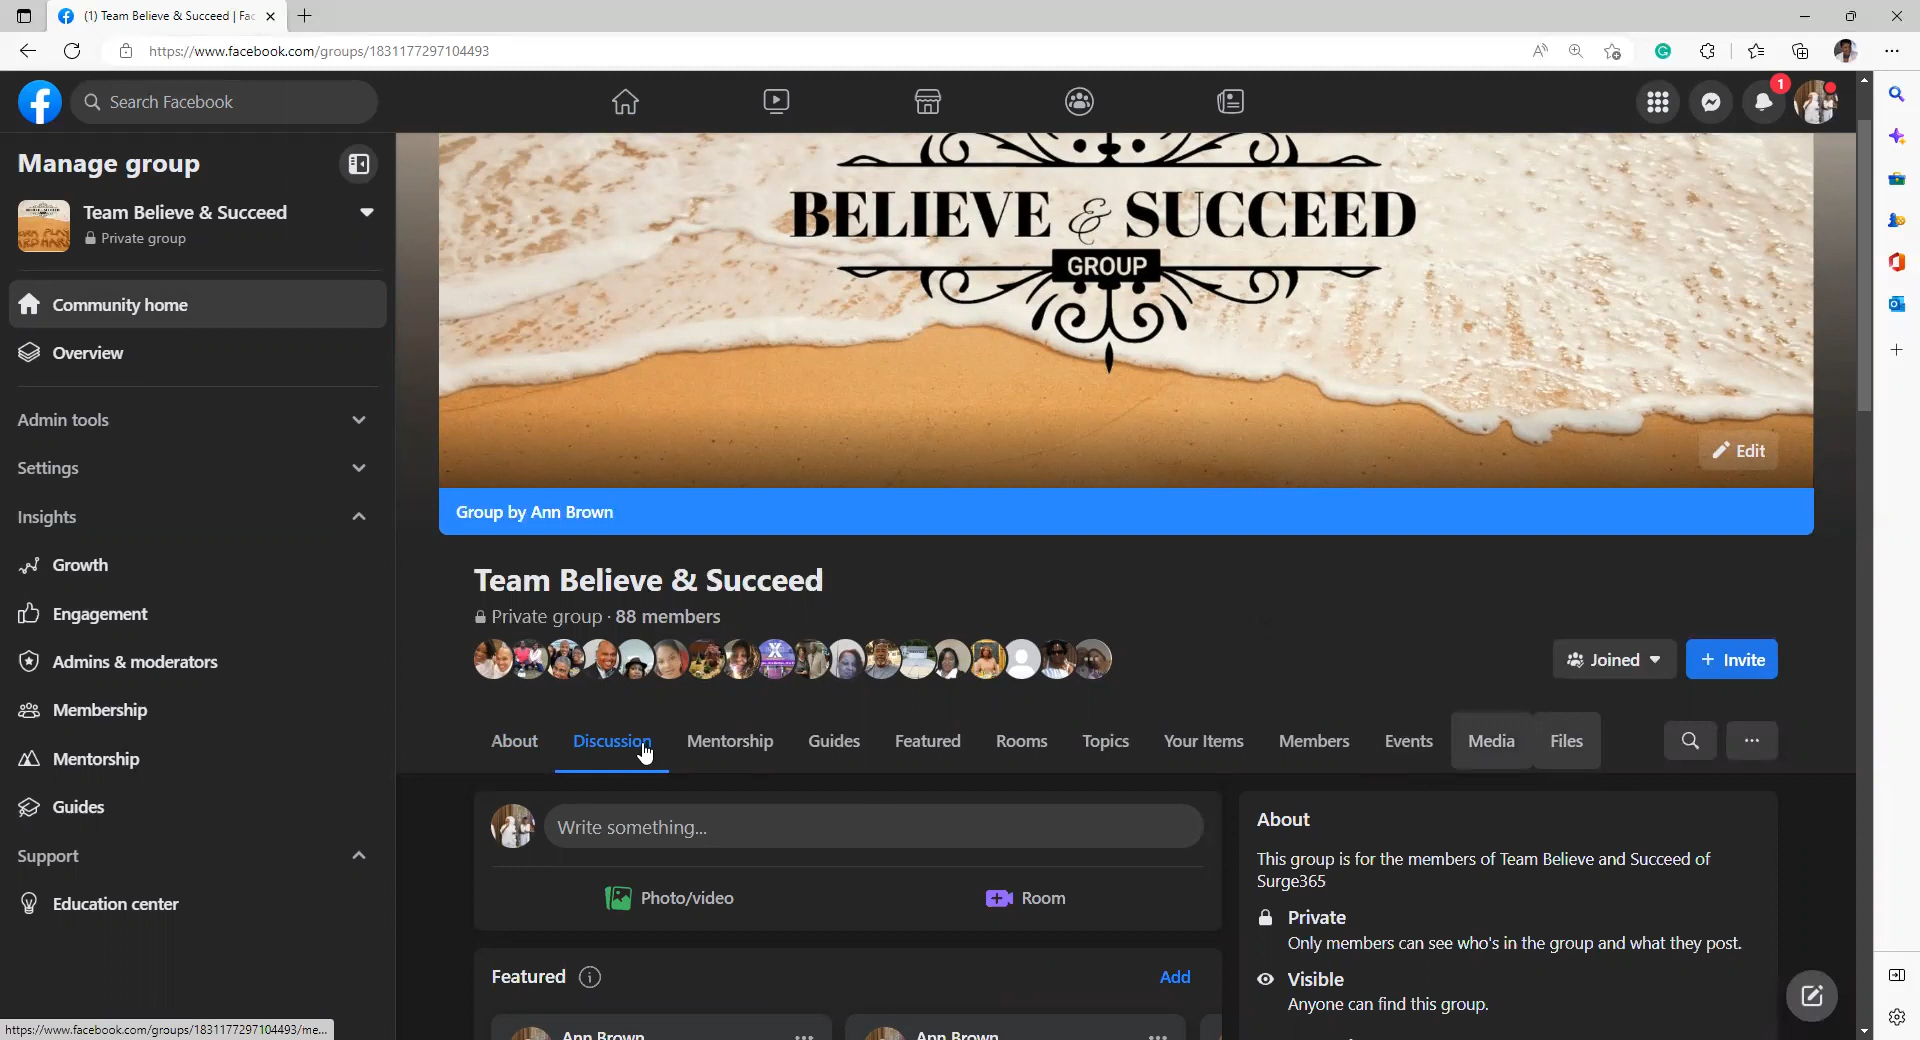 (1) Team Believe & Succeed | Fac
https://www.facebook.com/groups/1831177297104493
Search Facebook
1
Manage group
Team Believe & Succeed
Private group
Community home
Overview
Admin tools
Settings
Insights
Growth
Engagement
Admins & moderators
Membership
Mentorship
Guides
Support
Education center
https://www.facebook.com/groups/1831177297104493/me...
BELIEVE & SUCCEED
GROUP
Edit
Group by Ann Brown
Team Believe & Succeed
Private group · 88 members
Joined
+ Invite
About Discussion Mentorship Guides Featured Rooms Topics Your Items Members Events Media Files
Write something...
Photo/video
Room
Featured
Add
Ann Brown
Ann Brown
About
This group is for the members of Team Believe and Succeed of
Surge365
Private
Only members can see who's in the group and what they post.
Visible
Anyone can find this group.